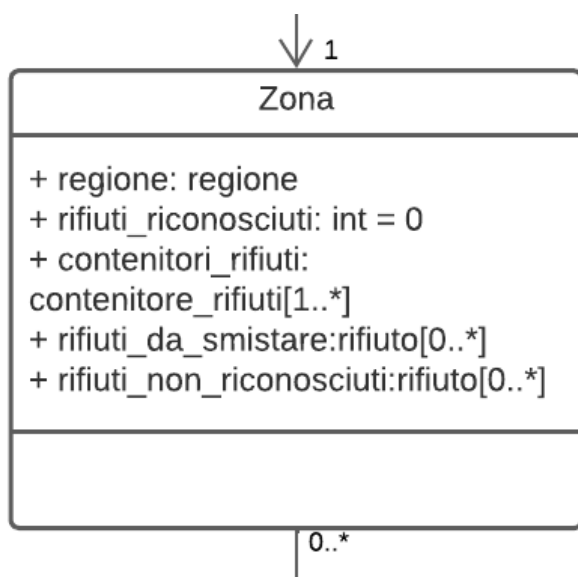 1
Zona
+ regione: regione
+ rifiuti_riconosciuti: int = 0
+ contenitori_rifiuti:
contenitore_rifiuti[1..*]
+ rifiuti_da_smistare:rifiuto[0..*]
+ rifiuti_non_riconosciuti:rifiuto[0..*]
0..*